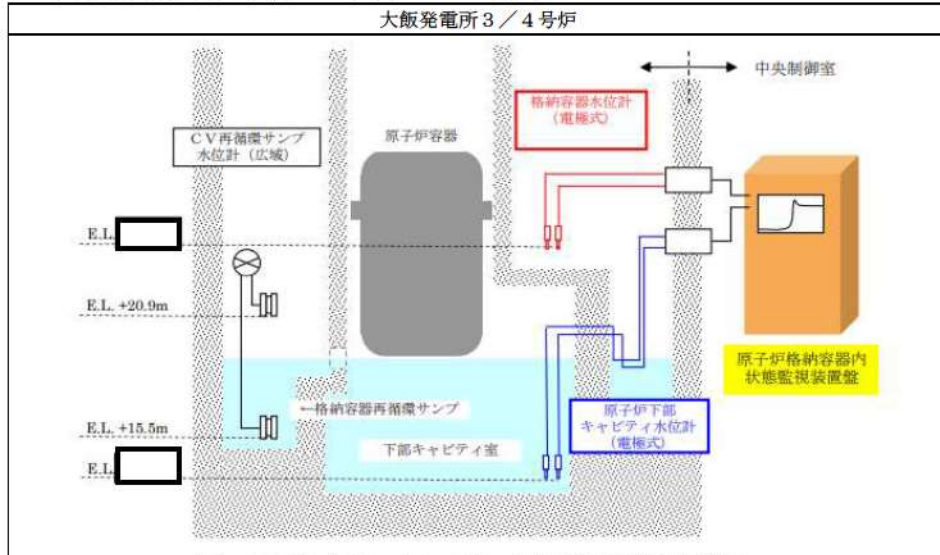 大飯発電所3／4号炉
中央制御室
格納容器水位計
(電極式)
CV再循環サンプ
水位計（広域）
原子炉容器
E.L.
E.L. +20.9m
原子炉格納容器内
状態監視装置盤
←格納容器再循環サンプ
原子炉下部
キャビティ水位計
(電極式)
E.L. +15.5m
下部キャビティ室
E.L.